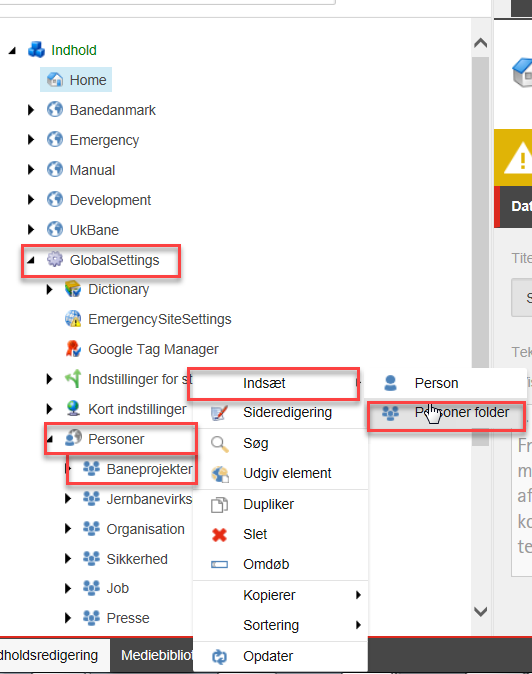 Indhold
Home
Banedanmark
Emergency
Manual
Development
UkBane
GlobalSettings
Dictionary
EmergencySiteSettings
Google Tag Manager
Indstillinger for st
Kort indstillinger
Personer
Baneprojekter
Jernbanevirks
Organisation
Sikkerhed
Job
Presse
Indsæt
Sideredigering
Søg
Udgiv element
Dupliker
Slet
Omdøb
Kopierer
Sortering
Opdater
Person
Personer folder
Dat
Tite
S
Tek
Fr
m
af
ko
te
dholdsredigering
Mediebibliot